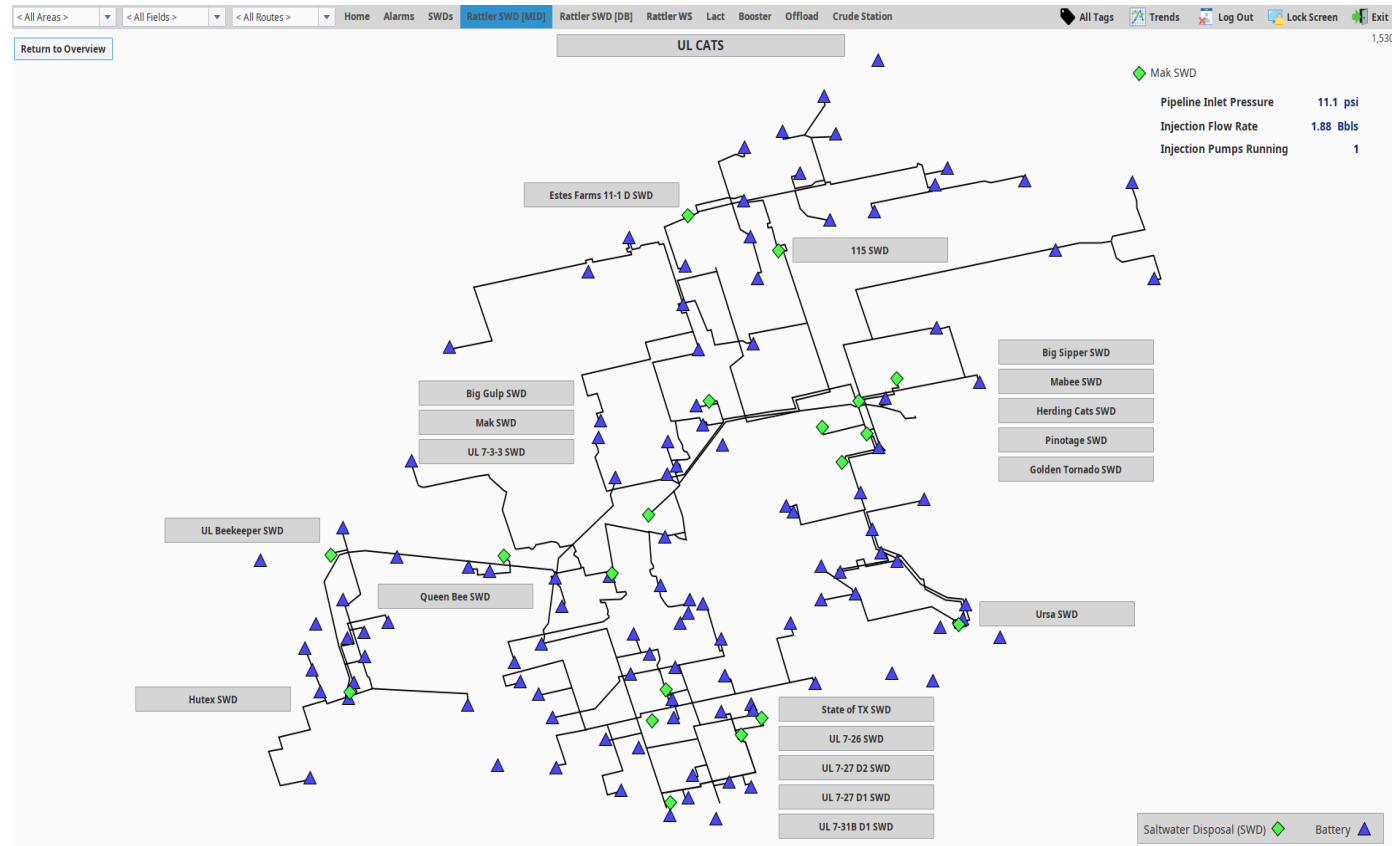 < All Areas > < All Fields > < All Routes > Home Alarms SWDs Rattler SWD [MID] Rattler SWD [DB] Rattler WS Lact Booster Offload Crude Station All Tags Trends Log Out Lock Screen Exit
Return to Overview
UL CATS
1,530
Mak SWD
Pipeline Inlet Pressure 11.1 psi
Injection Flow Rate 1.88 Bbls
Injection Pumps Running 1
Estes Farms 11-1 D SWD
115 SWD
Big Sipper SWD
Mabee SWD
Herding Cats SWD
Pinotage SWD
Golden Tornado SWD
Big Gulp SWD
Mak SWD
UL 7-3-3 SWD
UL Beekeeper SWD
Queen Bee SWD
Ursa SWD
Hutex SWD
State of TX SWD
UL 7-26 SWD
UL 7-27 D2 SWD
UL 7-27 D1 SWD
UL 7-31B D1 SWD
Saltwater Disposal (SWD) Battery